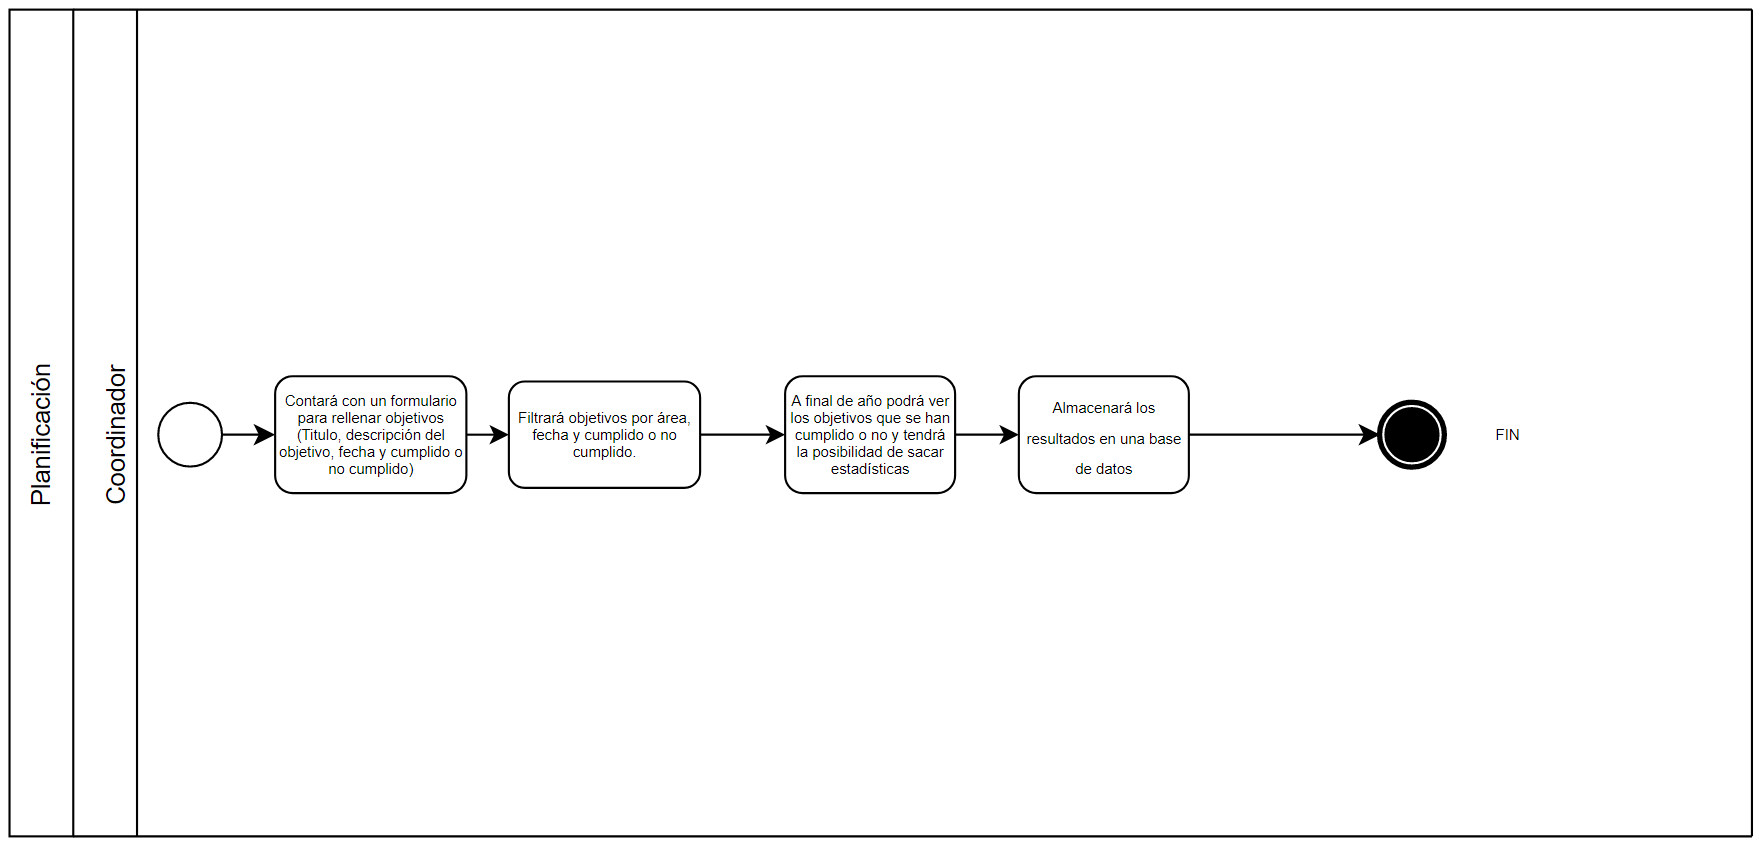 Planificación
Coordinador
Contará con un formulario
para rellenar objetivos
(Titulo, descripción del
objetivo, fecha y cumplido o
no cumplido)
Filtrará objetivos por área,
fecha y cumplido o no
cumplido.
A final de año podrá ver
los objetivos que se han
cumplido o no y tendrá
la posibilidad de sacar
estadísticas
Almacenará los
resultados en una base
de datos
FIN